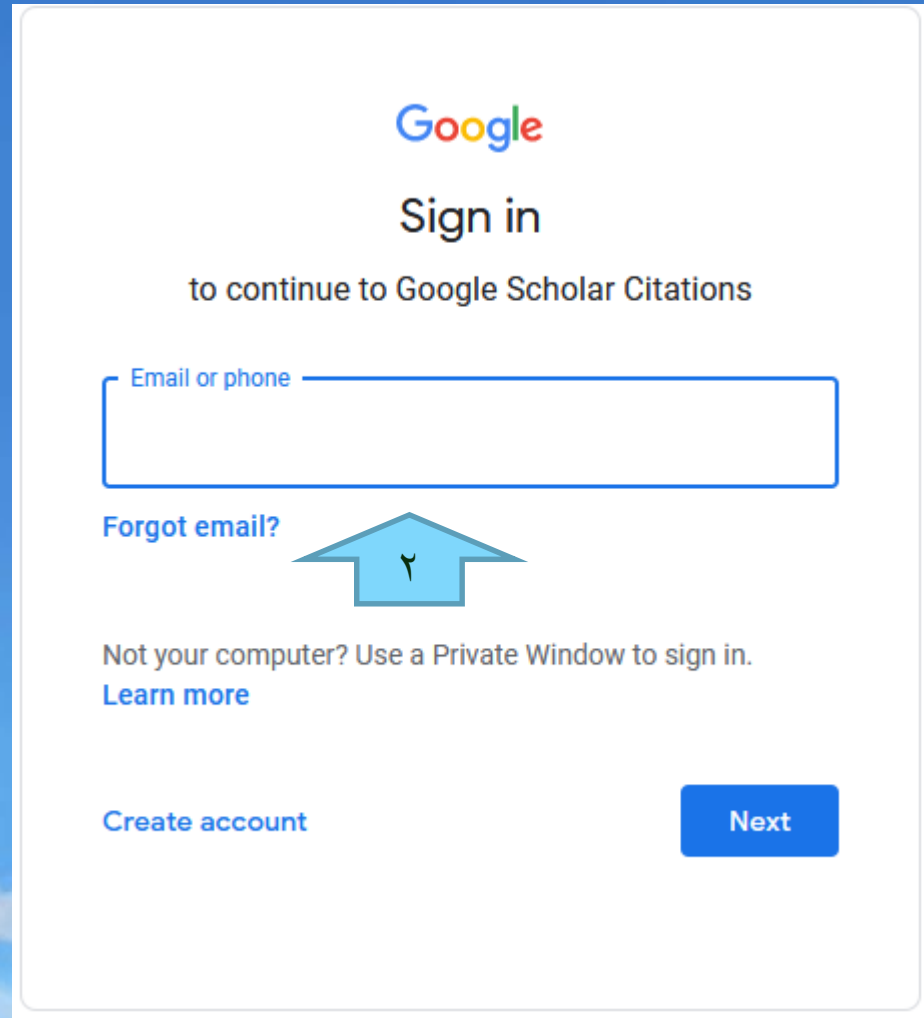 Google
Sign in
to continue to Google Scholar Citations
Email or phone
Forgot email?
٢
Not your computer? Use a Private Window to sign in.
Learn more
Create account
Next